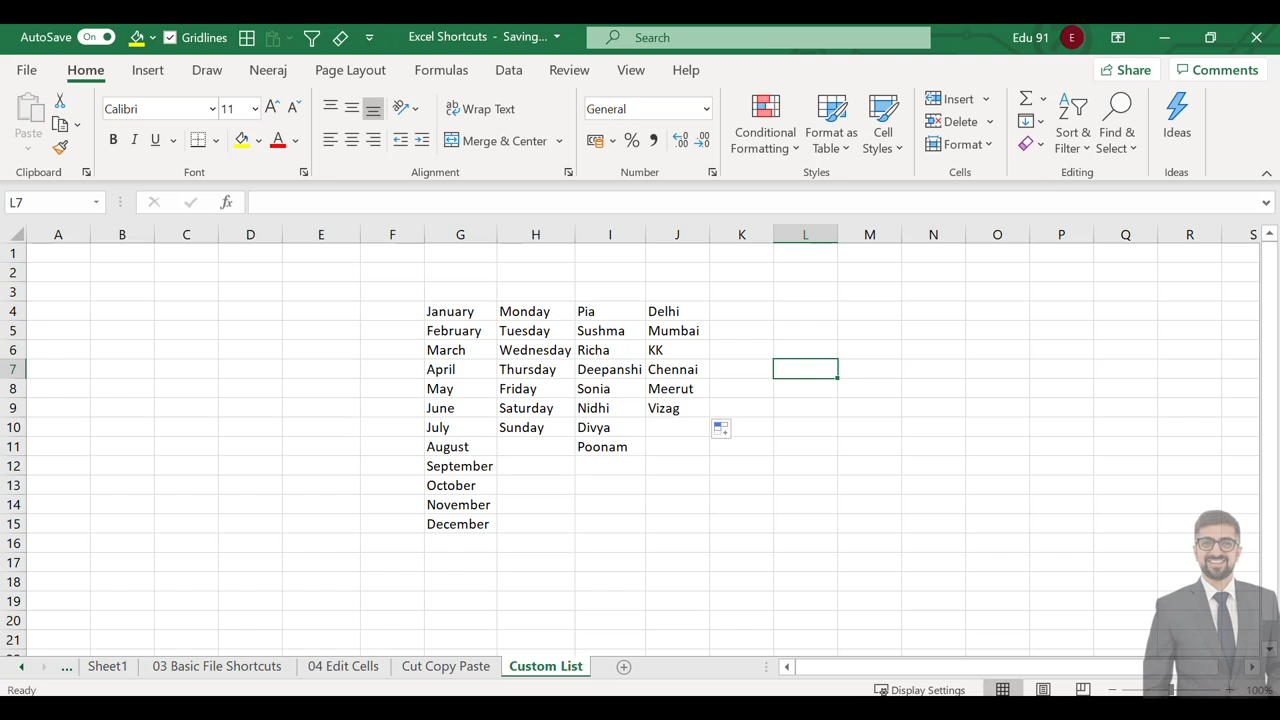 AutoSave On Gridlines Excel Shortcuts - Saving... Search Edu 91 E
File Home Insert Draw Neeraj Page Layout Formulas Data Review View Help Share Comments
Paste Calibri 11 Wrap Text General Conditional Formatting Format as Table Cell Styles Insert Sort & Filter Find & Select Ideas
B I U Merge & Center % , Delete
Format
Clipboard Font Alignment Number Styles Cells Editing Ideas
L7 fx
A B C D E F G H I J K L M N O P Q R S
1
2
3
4 January Monday Pia Delhi
5 February Tuesday Sushma Mumbai
6 March Wednesday Richa KK
7 April Thursday Deepanshi Chennai
8 May Friday Sonia Meerut
9 June Saturday Nidhi Vizag
10 July Sunday Divya
11 August Poonam
12 September
13 October
14 November
15 December
16
17
18
19
20
21
... Sheet1 03 Basic File Shortcuts 04 Edit Cells Cut Copy Paste Custom List
Ready Display Settings 100%